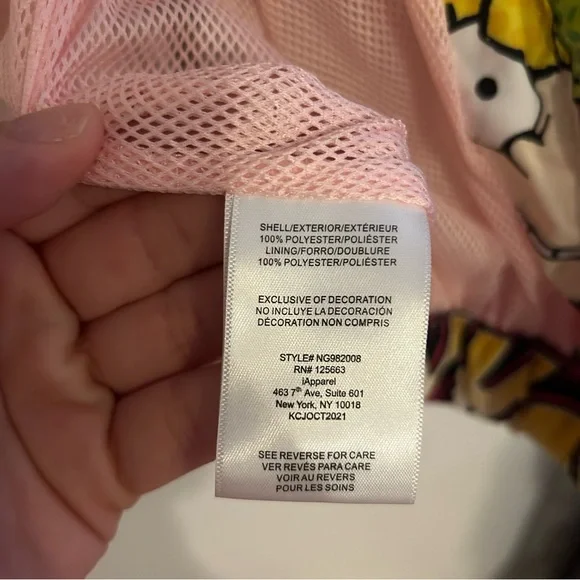 SHELL/EXTERIOR/EXTÉRIEUR
100% POLYESTER/POLIÉSTER
LINING/FORRO/DOUBLURE
100% POLYESTER/POLIÉSTER
EXCLUSIVE OF DECORATION
NO INCLUYE LA DECORACIÓN
DÉCORATION NON COMPRIS
STYLE# NG982008
RN# 125663
iApparel
463 7th Ave, Suite 601
New York, NY 10018
KCJOCT2021
SEE REVERSE FOR CARE
VER REVÉS PARA CARE
VOIR AU REVERS
POUR LES SOINS